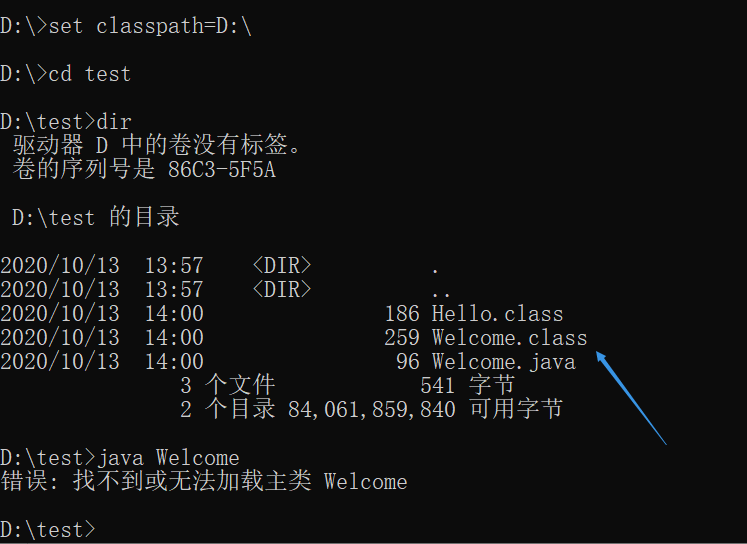 D:\>set classpath=D:\
D:\>cd test
D:\test>dir
驱动器 D 中的卷没有标签。
卷的序列号是 86C3-5F5A
D:\test 的目录
2020/10/13  13:57    <DIR>          .
2020/10/13  13:57    <DIR>          ..
2020/10/13  14:00               186 Hello.class
2020/10/13  14:00               259 Welcome.class
2020/10/13  14:00                96 Welcome.java
3 个文件            541 字节
2 个目录 84,061,859,840 可用字节
D:\test>java Welcome
错误: 找不到或无法加载主类 Welcome
D:\test>